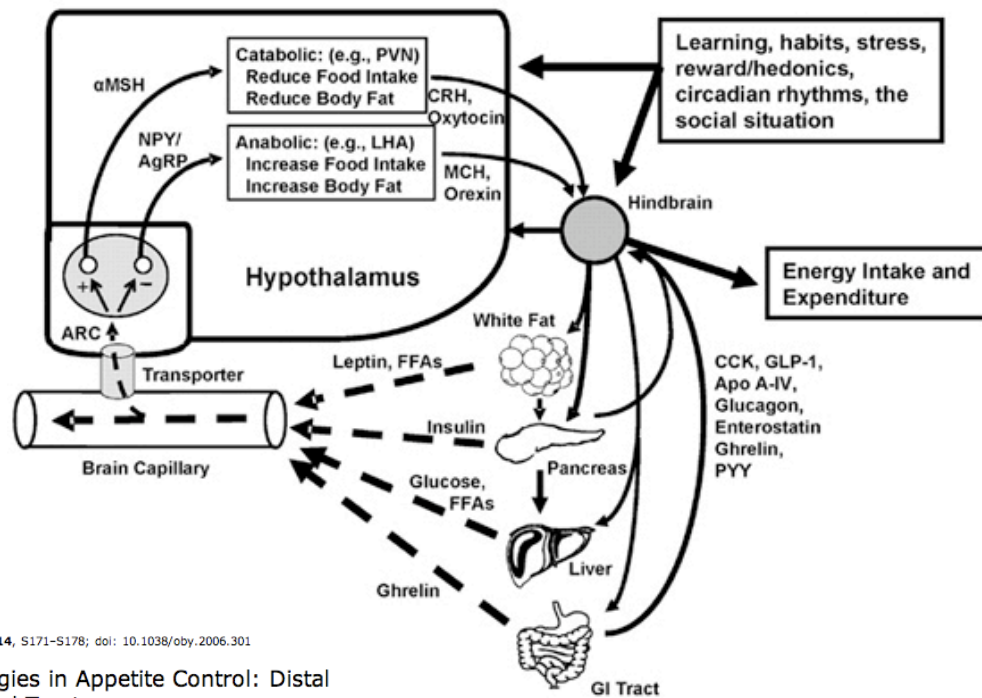 Catabolic: (e.g., PVN)
Reduce Food Intake
Reduce Body Fat
αMSH
CRH,
Oxytocin
Learning, habits, stress,
reward/hedonics,
circadian rhythms, the
social situation
NPY/
AgRP
Anabolic: (e.g., LHA)
Increase Food Intake
Increase Body Fat
MCH,
Orexin
Hindbrain
+
−
Hypothalamus
Energy Intake and
Expenditure
ARC
White Fat
Transporter
Leptin, FFAs
CCK, GLP-1,
Apo A-IV,
Glucagon,
Enterostatin
Ghrelin,
PYY
Insulin
Brain Capillary
Pancreas
Glucose,
FFAs
Liver
Ghrelin
GI Tract
14, S171–S178; doi: 10.1038/oby.2006.301
gies in Appetite Control: Distal